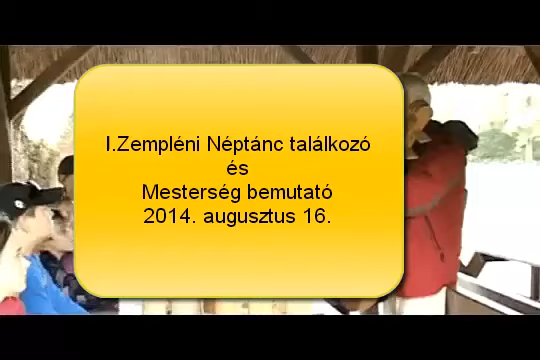 I.Zempléni Néptánc találkozó
és
Mesterség bemutató
2014. augusztus 16.